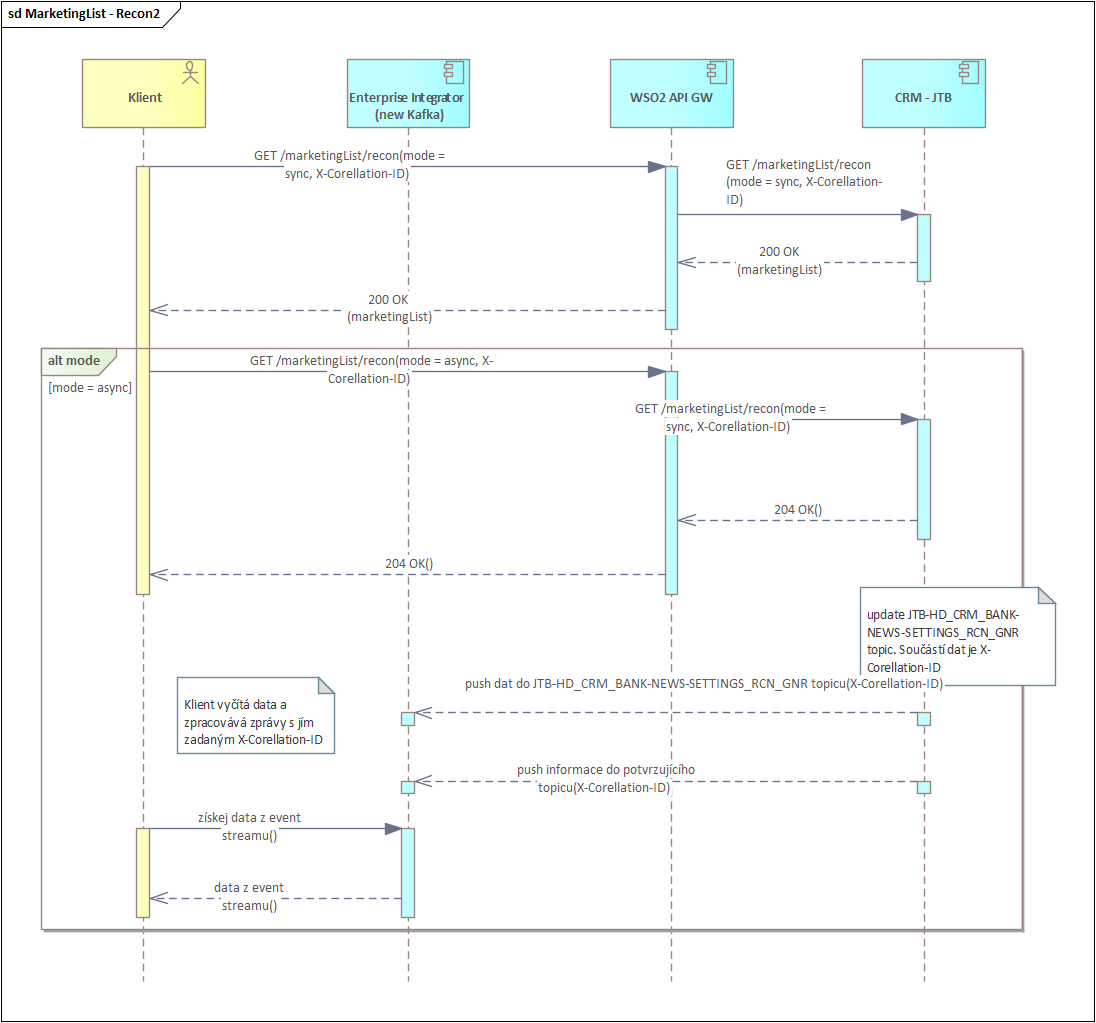 sd MarketingList - Recon2
Klient
Enterprise Integrator
(new Kafka)
WSO2 API GW
CRM - JTB
GET /marketingList/recon(mode =
sync, X-Corellation-ID)
GET /marketingList/recon
(mode = sync, X-Corellation-
ID)
200 OK
(marketingList)
200 OK
(marketingList)
alt mode
[mode = async]
GET /marketingList/recon(mode = async, X-
Corellation-ID)
GET /marketingList/recon(mode =
sync, X-Corellation-ID)
204 OK()
204 OK()
update JTB-HD_CRM_BANK-
NEWS-SETTINGS_RCN_GNR
topic. Součástí dat je X-
Corellation-ID
push dat do JTB-HD_CRM_BANK-NEWS-SETTINGS_RCN_GNR topicu(X-Corellation-ID)
Klient vyčítá data a
zpracovává zprávy s jím
zadaným X-Corellation-ID
push informace do potvrzujícího
topicu(X-Corellation-ID)
získej data z event
streamu()
data z event
streamu()